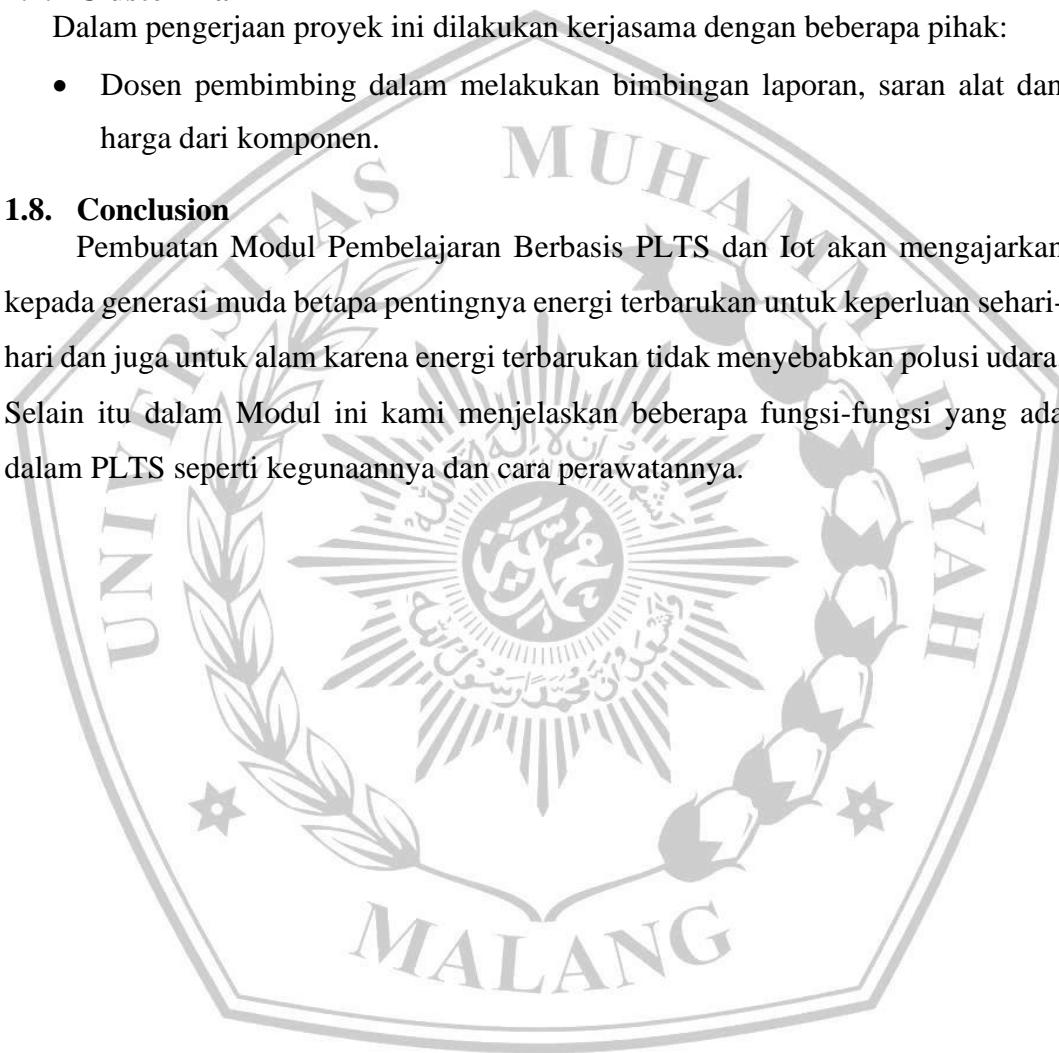 Dalam pengerjaan proyek ini dilakukan kerjasama dengan beberapa pihak:
• Dosen pembimbing dalam melakukan bimbingan laporan, saran alat dan
harga dari komponen.
1.8. Conclusion
Pembuatan Modul Pembelajaran Berbasis PLTS dan Iot akan mengajarkan
kepada generasi muda betapa pentingnya energi terbarukan untuk keperluan sehari-
hari dan juga untuk alam karena energi terbarukan tidak menyebabkan polusi udara.
Selain itu dalam Modul ini kami menjelaskan beberapa fungsi-fungsi yang ada
dalam PLTS seperti kegunaannya dan cara perawatannya.
UNIVERSITAS MUHAMMADIYAH
MALANG